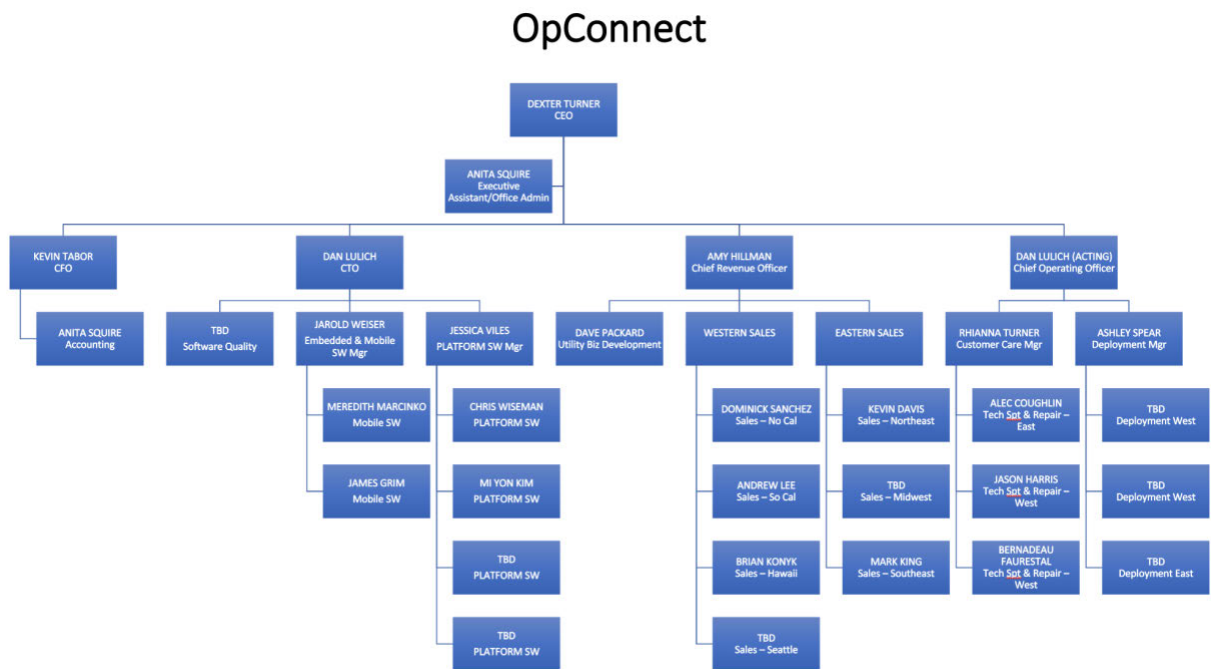 OpConnect
DEXTER TURNER
CEO
ANITA SQUIRE
Executive
Assistant/Office Admin
KEVIN TABOR
CFO
DAN LULICH
CTO
AMY HILLMAN
Chief Revenue Officer
DAN LULICH (ACTING)
Chief Operating Officer
ANITA SQUIRE
Accounting
TBD
Software Quality
JAROLD WEISER
Embedded & Mobile
SW Mgr
JESSICA VILES
PLATFORM SW Mgr
DAVE PACKARD
Utility Biz Development
WESTERN SALES
EASTERN SALES
RHIANNA TURNER
Customer Care Mgr
ASHLEY SPEAR
Deployment Mgr
MEREDITH MARCINKO
Mobile SW
CHRIS WISEMAN
PLATFORM SW
DOMINICK SANCHEZ
Sales – No Cal
KEVIN DAVIS
Sales – Northeast
ALEC COUGHLIN
Tech Spt & Repair –
East
TBD
Deployment West
JAMES GRIM
Mobile SW
MI YON KIM
PLATFORM SW
ANDREW LEE
Sales – So Cal
TBD
Sales – Midwest
JASON HARRIS
Tech Spt & Repair –
West
TBD
Deployment West
TBD
PLATFORM SW
BRIAN KONYK
Sales – Hawaii
MARK KING
Sales – Southeast
BERNADEAU
FAURESTAL
Tech Spt & Repair –
West
TBD
Deployment East
TBD
PLATFORM SW
TBD
Sales – Seattle